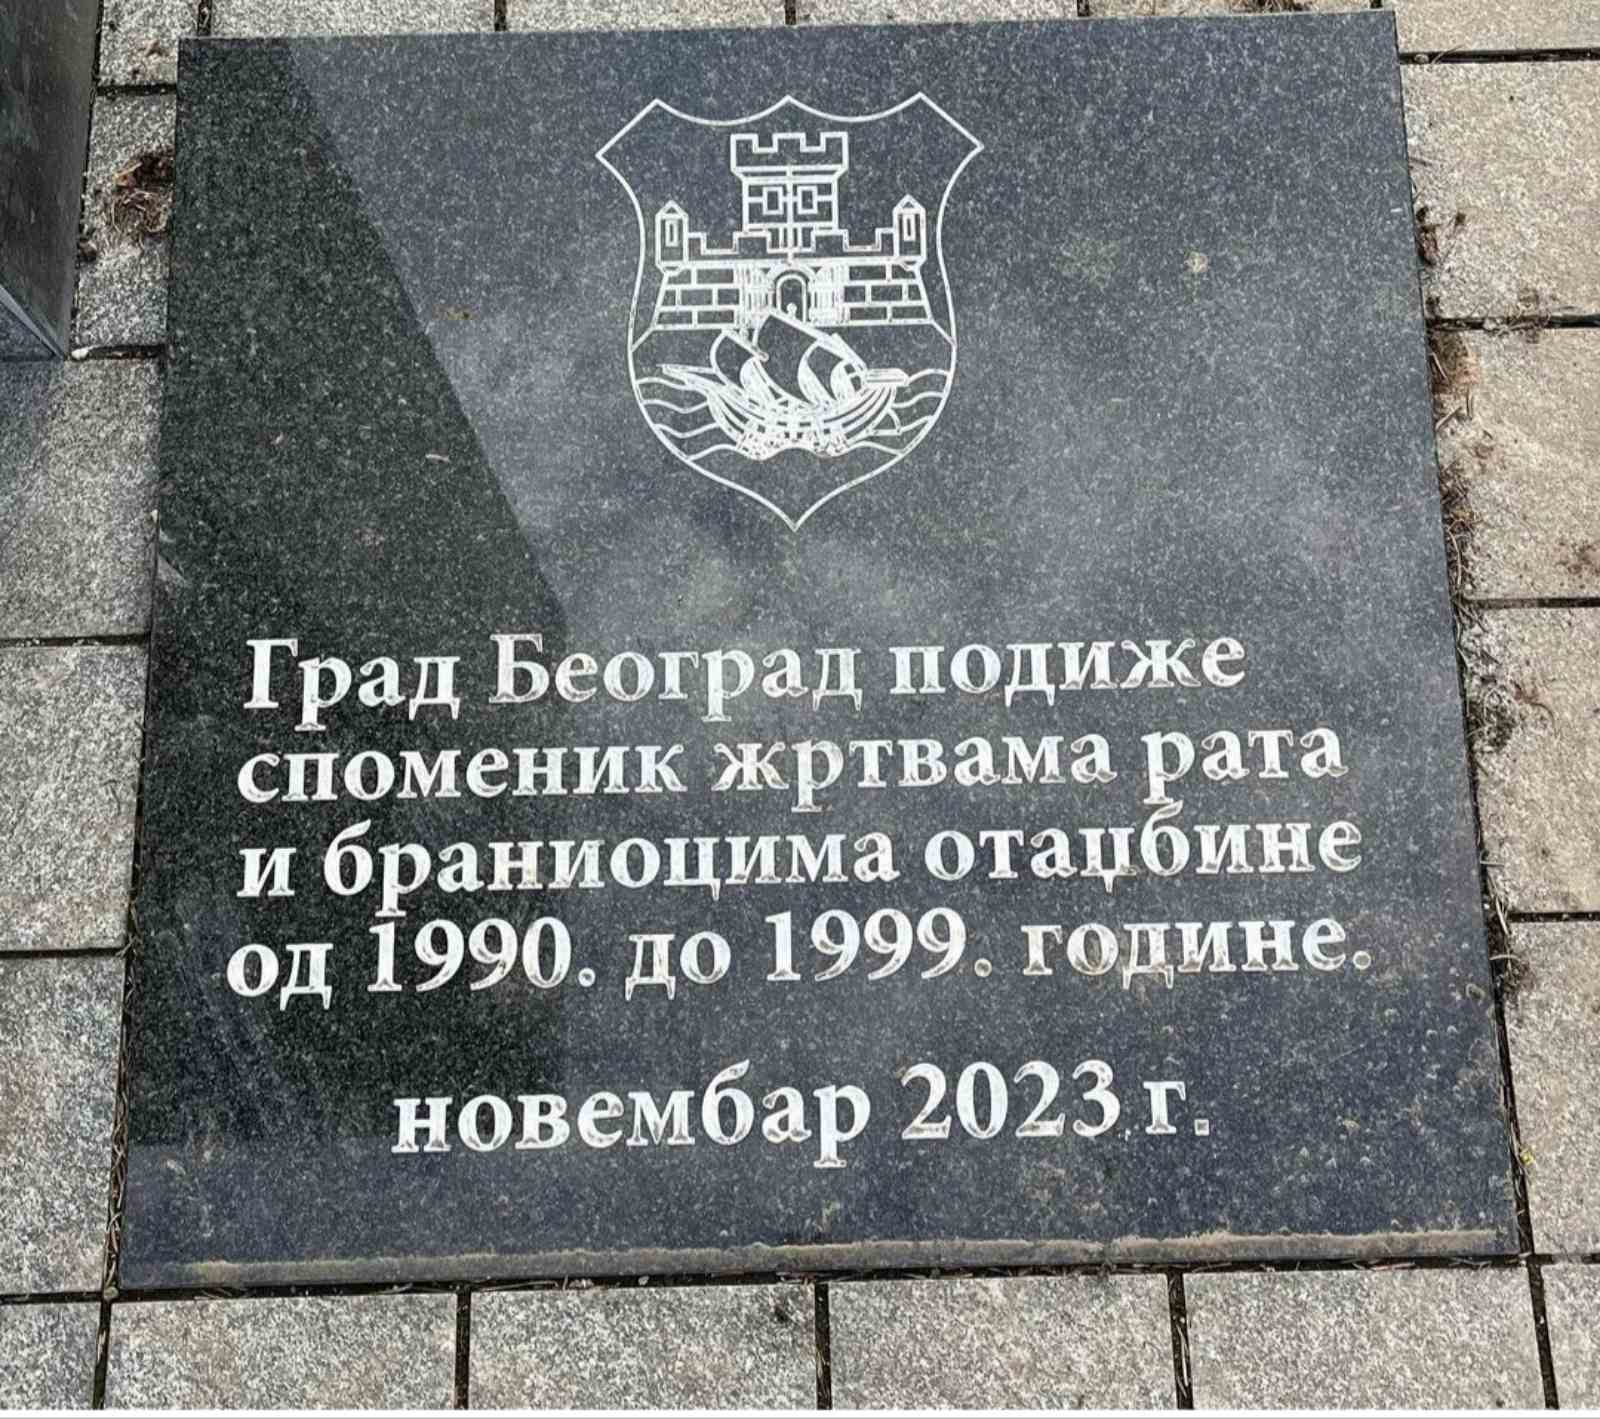 Град Београд подиже
споменик жртвама рата
и браниоцима отаџбине
од 1990. до 1999. године.
новембар 2023 г.